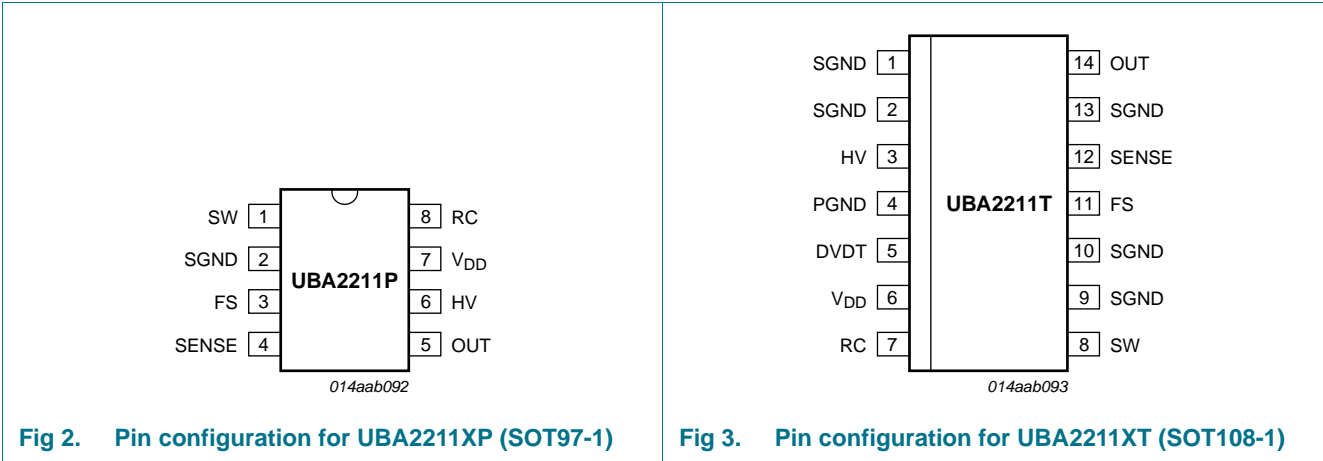 SW 1
8 RC
SGND 2
7 VDD
UBA2211P
FS 3
6 HV
SENSE 4
5 OUT
014aab092
Fig 2. Pin configuration for UBA2211XP (SOT97-1)
SGND 1
14 OUT
SGND 2
13 SGND
HV 3
12 SENSE
PGND 4
UBA2211T
11 FS
DVDT 5
10 SGND
VDD 6
9 SGND
RC 7
8 SW
014aab093
Fig 3. Pin configuration for UBA2211XT (SOT108-1)